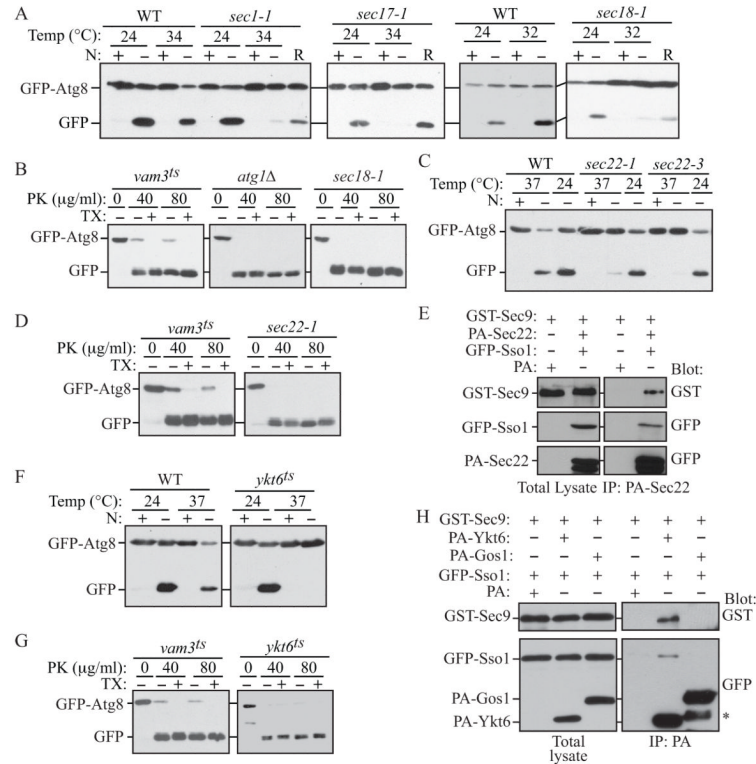 A
WT sec1-1 sec17-1 WT sec18-1
Temp (°C): 24 34 24 34 24 34 24 32 24 32
N: + − + − + − + − R + − + − R + − + − + − + − R
GFP-Atg8
GFP
B
vam3ts atg1Δ sec18-1
PK (μg/ml): 0 40 80 0 40 80 0 40 80
TX: − − + − + − − + − + − − + − +
GFP-Atg8
GFP
C
WT sec22-1 sec22-3
Temp (°C): 37 24 37 24 37 24
N: + − − + − − + − −
GFP-Atg8
GFP
D
vam3ts sec22-1
PK (μg/ml): 0 40 80 0 40 80
TX: − − + − + − − + − +
GFP-Atg8
GFP
E
GST-Sec9: + + + +
PA-Sec22: − + − +
GFP-Sso1: − + − +
PA: + − + − Blot:
GST-Sec9 GST
GFP-Sso1 GFP
PA-Sec22 GFP
Total Lysate IP: PA-Sec22
F
WT ykt6ts
Temp (°C): 24 37 24 37
N: + − + − + − + −
GFP-Atg8
GFP
G
vam3ts ykt6ts
PK (μg/ml): 0 40 80 0 40 80
TX: − − + − + − − + − +
GFP-Atg8
GFP
H
GST-Sec9: + + + + + +
PA-Ykt6: − + − − + −
PA-Gos1: − − + − − +
GFP-Sso1: + + + + + +
PA: + − − + − − Blot:
GST-Sec9 GST
GFP-Sso1
GFP
PA-Gos1
PA-Ykt6 *
Total lysate IP: PA